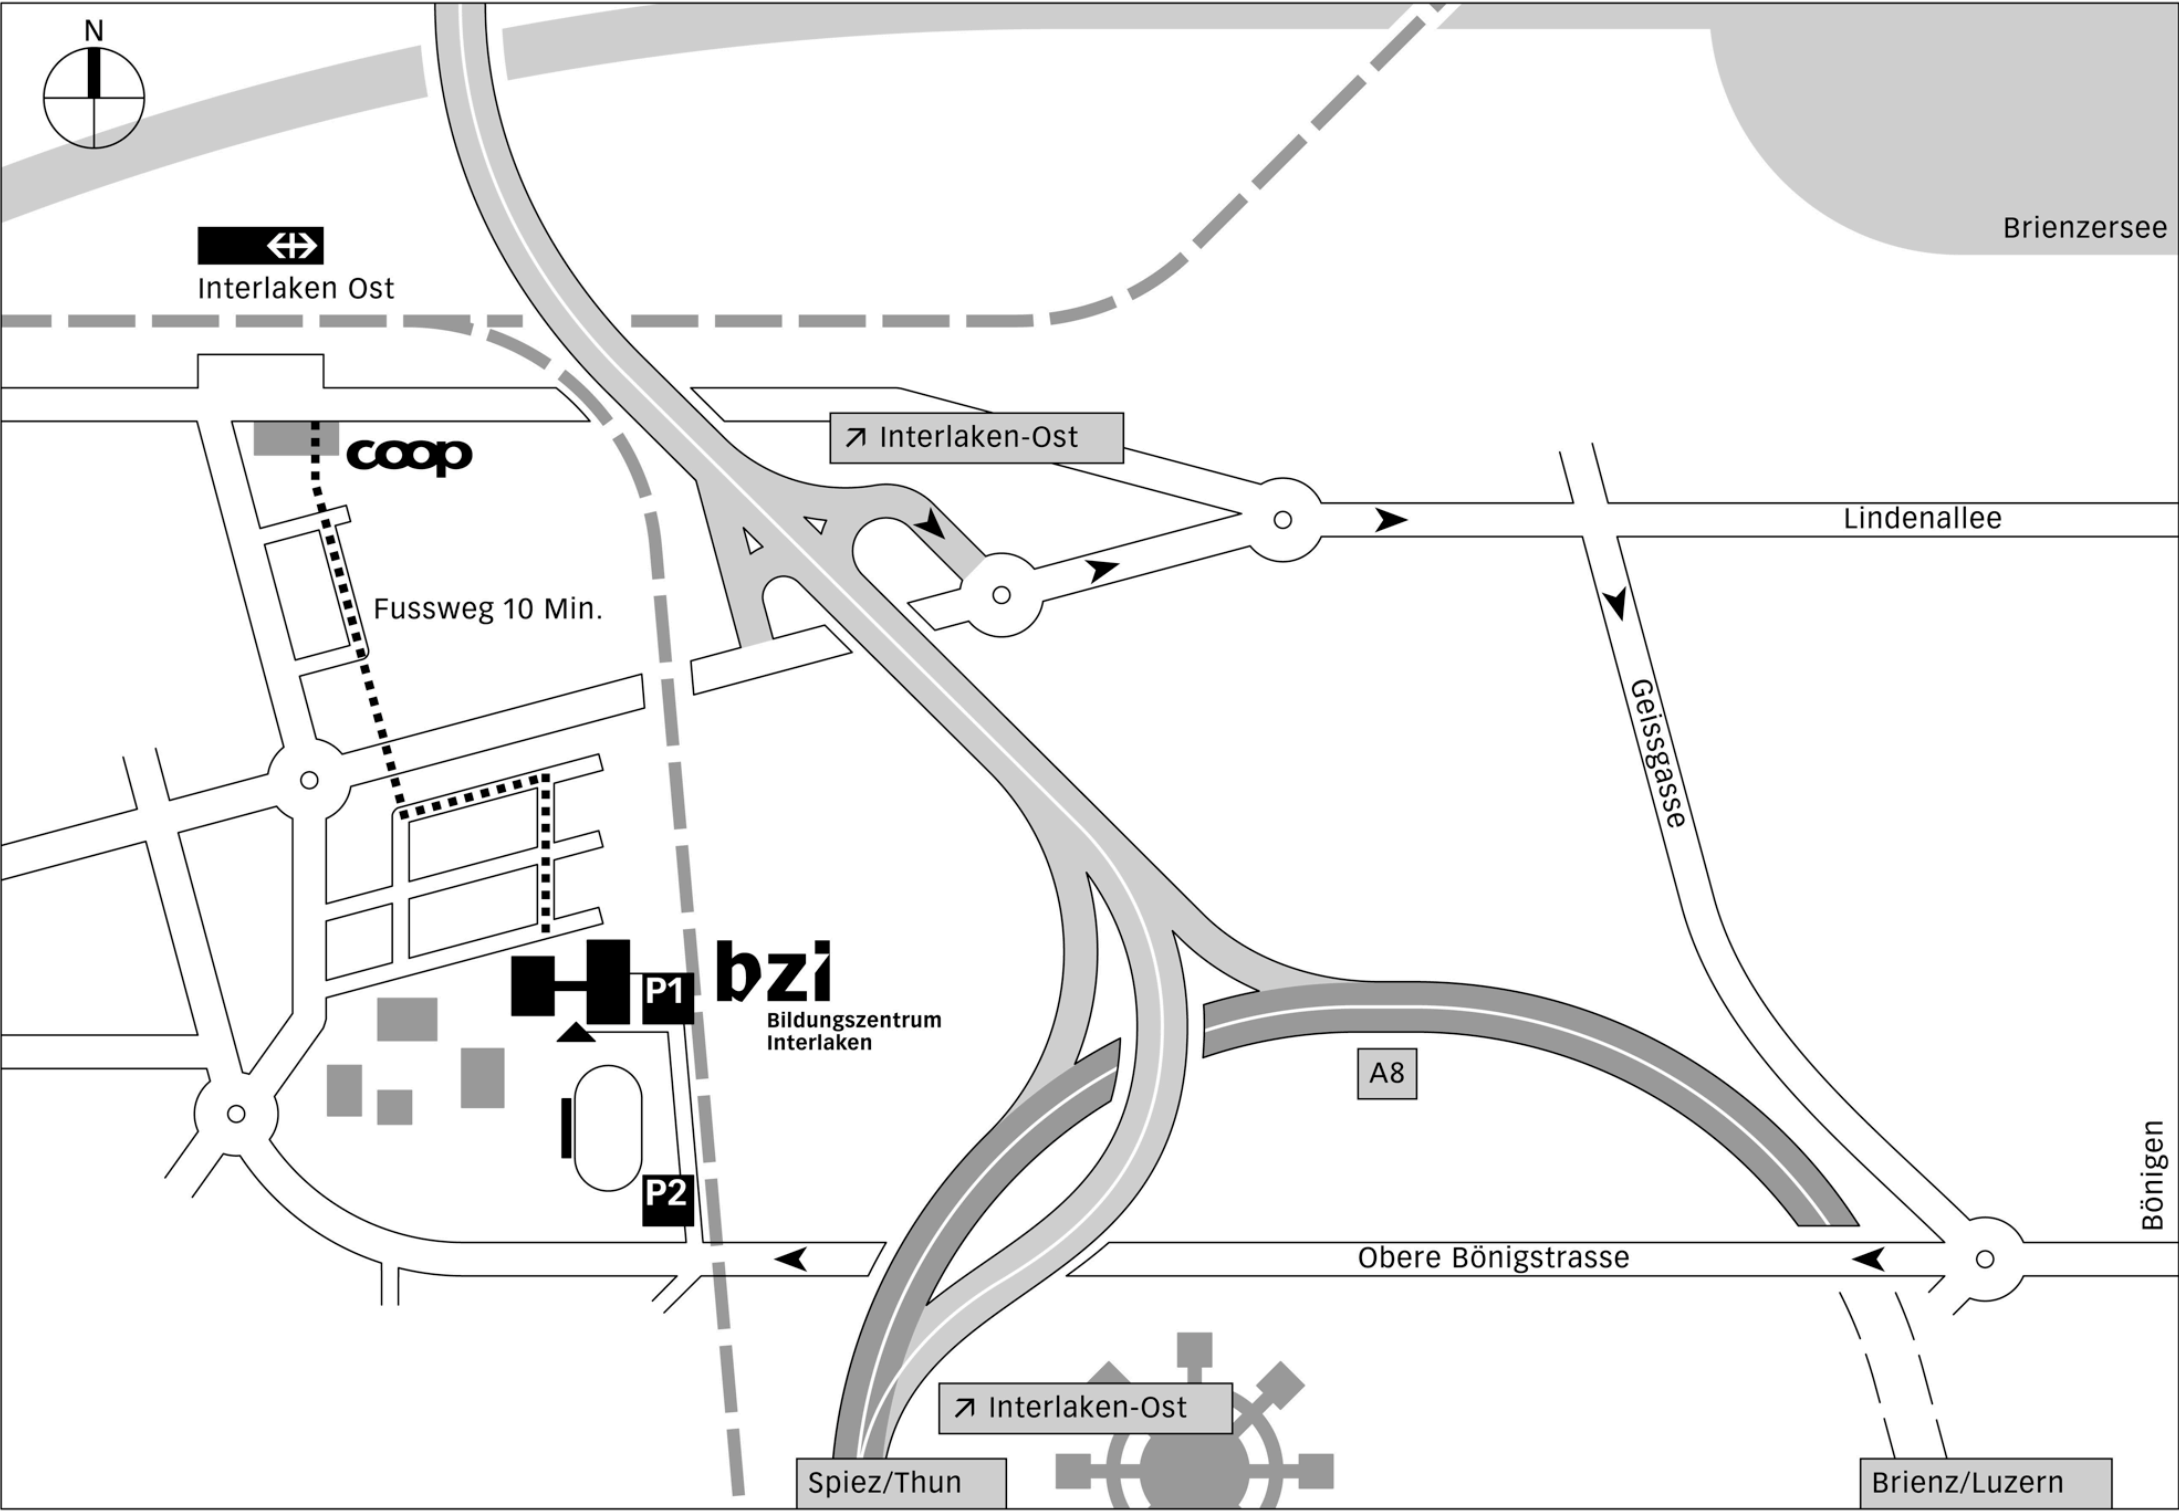 N
Brienzersee
Interlaken Ost
coop
Interlaken-Ost
Lindenallee
Fussweg 10 Min.
Geissgasse
P1
bzi
Bildungszentrum
Interlaken
A8
Bönigen
P2
Obere Bönigstrasse
Interlaken-Ost
Spiez/Thun
Brienz/Luzern